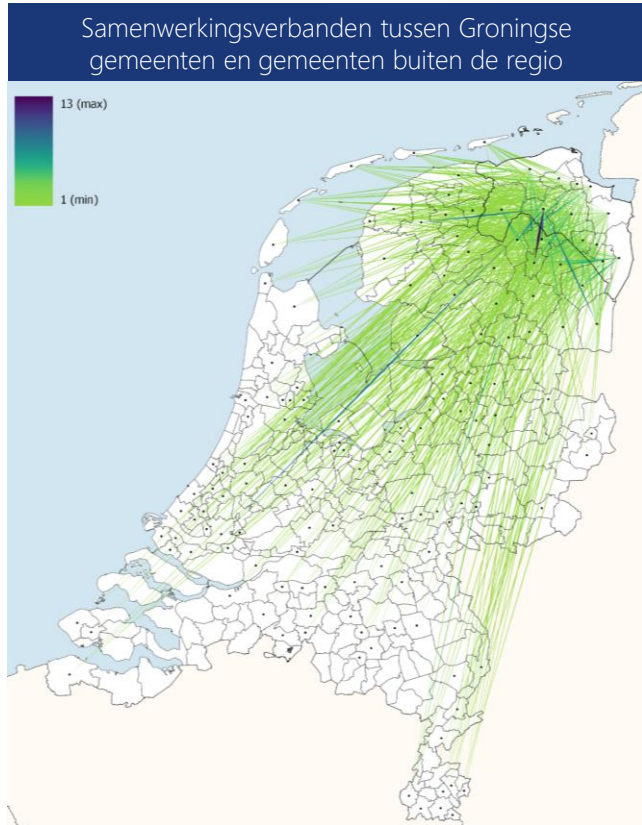 Samenwerkingsverbanden tussen Groningse
gemeenten en gemeenten buiten de regio
13 (max)
1 (min)